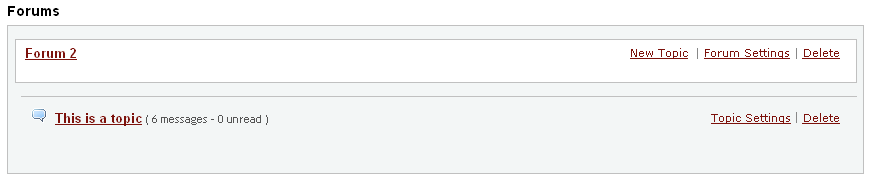 Forums
Forum 2 New Topic | Forum Settings | Delete
This is a topic ( 6 messages - 0 unread ) Topic Settings | Delete